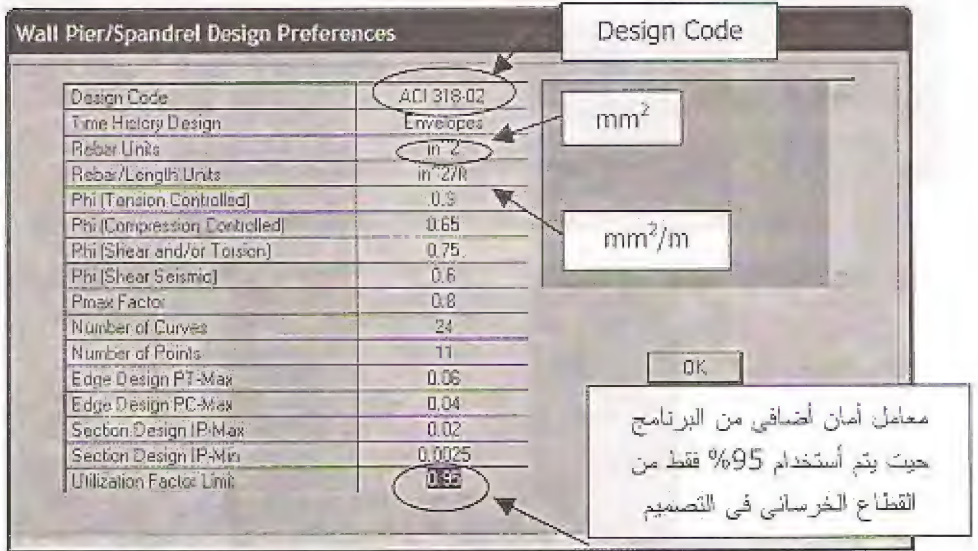 Wall Pier/Spandrel Design Preferences
Design Code
Design Code ACI 318-02
Time History Design Envelopes
Rebar Units in^2
mm²
Rebar/Length Units in^2/ft
Phi (Tension Controlled) 0.9
Phi (Compression Controlled) 0.65
mm²/m
Phi (Shear and/or Torsion) 0.75
Phi (Shear Seismic) 0.6
Pmax Factor 0.8
Number of Curves 24
Number of Points 11
OK
Edge Design PT-Max 0.06
Edge Design PC-Max 0.04
Section Design IP-Max 0.02
Section Design IP-Min 0.0025
Utilization Factor Limit 0.95
معامل أمان أضافى من البرنامج
حيث يتم أستخدام 95% فقط من
القطاع الخرسانى فى التصميم